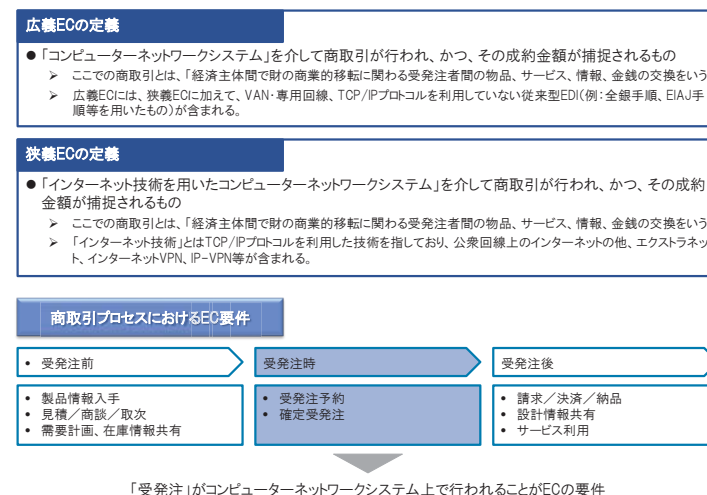 広義ECの定義
●「コンピューターネットワークシステム」を介して商取引が行われ、かつ、その成約金額が捕捉されるもの
➢ ここでの商取引とは、「経済主体間で財の商業的移転に関わる受発注者間の物品、サービス、情報、金銭の交換をいう
➢ 広義ECには、狭義ECに加えて、VAN・専用回線、TCP/IPプロトコルを利用していない従来型EDI(例：全銀手順、EIAJ手
順等を用いたもの)が含まれる。
狭義ECの定義
●「インターネット技術を用いたコンピューターネットワークシステム」を介して商取引が行われ、かつ、その成約
金額が捕捉されるもの
➢ ここでの商取引とは、「経済主体間で財の商業的移転に関わる受発注者間の物品、サービス、情報、金銭の交換をいう
➢ 「インターネット技術」とはTCP/IPプロトコルを利用した技術を指しており、公衆回線上のインターネットの他、エクストラネッ
ト、インターネットVPN、IP-VPN等が含まれる。
商取引プロセスにおけるEC要件
• 受発注前
受発注時
受発注後
• 製品情報入手
• 見積／商談／取次
• 需要計画、在庫情報共有
• 受発注予約
• 確定受発注
• 請求／決済／納品
• 設計情報共有
• サービス利用
「受発注」がコンピューターネットワークシステム上で行われることがECの要件